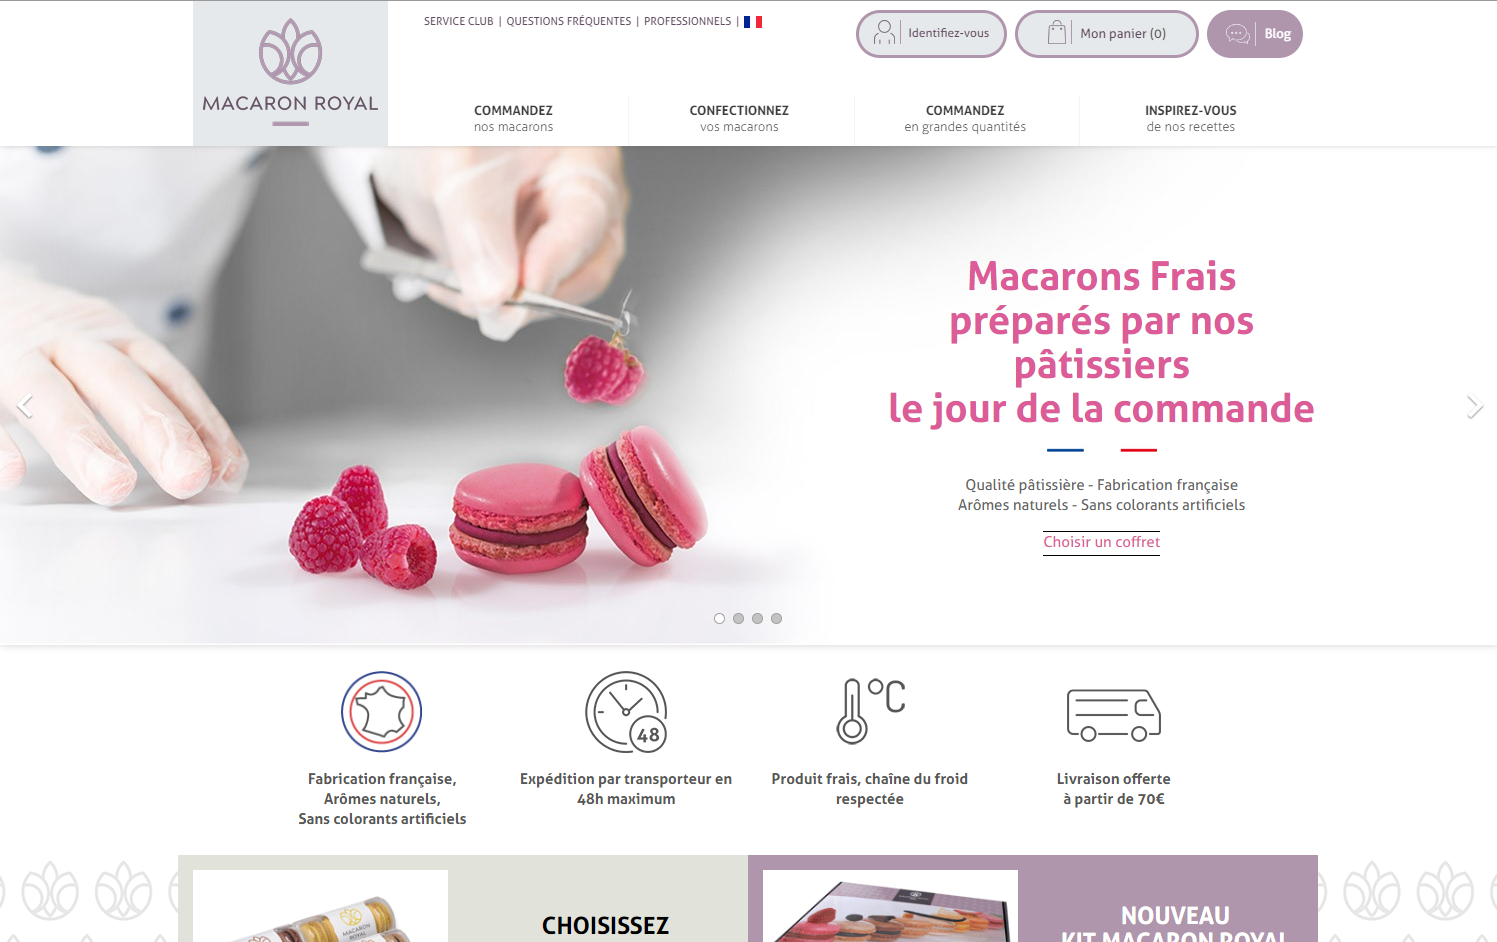 SERVICE CLUB | QUESTIONS FRÉQUENTES | PROFESSIONNELS |
Identifiez-vous
Mon panier (0)
Blog
MACARON ROYAL
COMMANDEZ
nos macarons
CONFECTIONNEZ
vos macarons
COMMANDEZ
en grandes quantités
INSPIREZ-VOUS
de nos recettes
Macarons Frais
préparés par nos
pâtissiers
le jour de la commande
Qualité pâtissière - Fabrication française
Arômes naturels - Sans colorants artificiels
Choisir un coffret
48
°C
Fabrication française,
Arômes naturels,
Sans colorants artificiels
Expédition par transporteur en
48h maximum
Produit frais, chaîne du froid
respectée
Livraison offerte
à partir de 70€
MACARON
ROYAL
CHOISISSEZ
NOUVEAU
KIT MACARON ROYAL